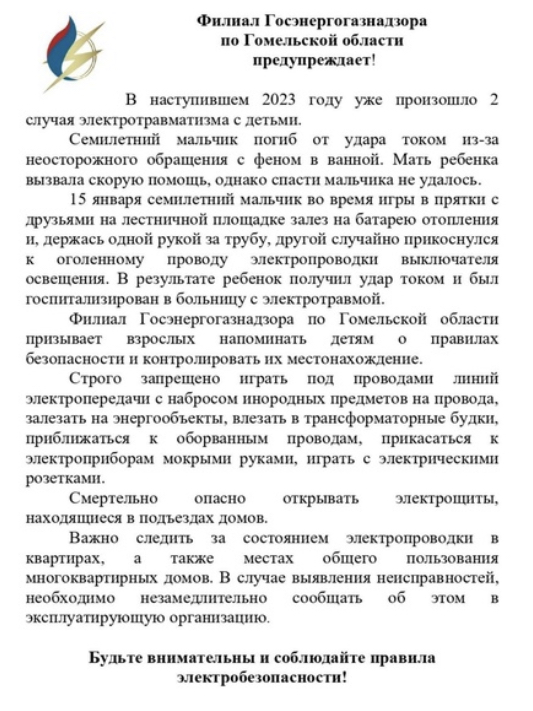 Филиал Госэнергогазнадзора
по Гомельской области
предупреждает!
В наступившем 2023 году уже произошло 2
случая электротравматизма с детьми.
Семилетний мальчик погиб от удара током из-за
неосторожного обращения с феном в ванной. Мать ребенка
вызвала скорую помощь, однако спасти мальчика не удалось.
15 января семилетний мальчик во время игры в прятки с
друзьями на лестничной площадке залез на батарею отопления
и, держась одной рукой за трубу, другой случайно прикоснулся
к оголенному проводу электропроводки выключателя
освещения. В результате ребенок получил удар током и был
госпитализирован в больницу с электротравмой.
Филиал Госэнергогазнадзора по Гомельской области
призывает взрослых напоминать детям о правилах
безопасности и контролировать их местонахождение.
Строго запрещено играть под проводами линий
электропередачи с набросом инородных предметов на провода,
залезать на энергообъекты, влезать в трансформаторные будки,
приближаться к оборванным проводам, прикасаться к
электроприборам мокрыми руками, играть с электрическими
розетками.
Смертельно опасно открывать электрощиты,
находящиеся в подъездах домов.
Важно следить за состоянием электропроводки в
квартирах, а также местах общего пользования
многоквартирных домов. В случае выявления неисправностей,
необходимо незамедлительно сообщать об этом в
эксплуатирующую организацию.
Будьте внимательны и соблюдайте правила
электробезопасности!